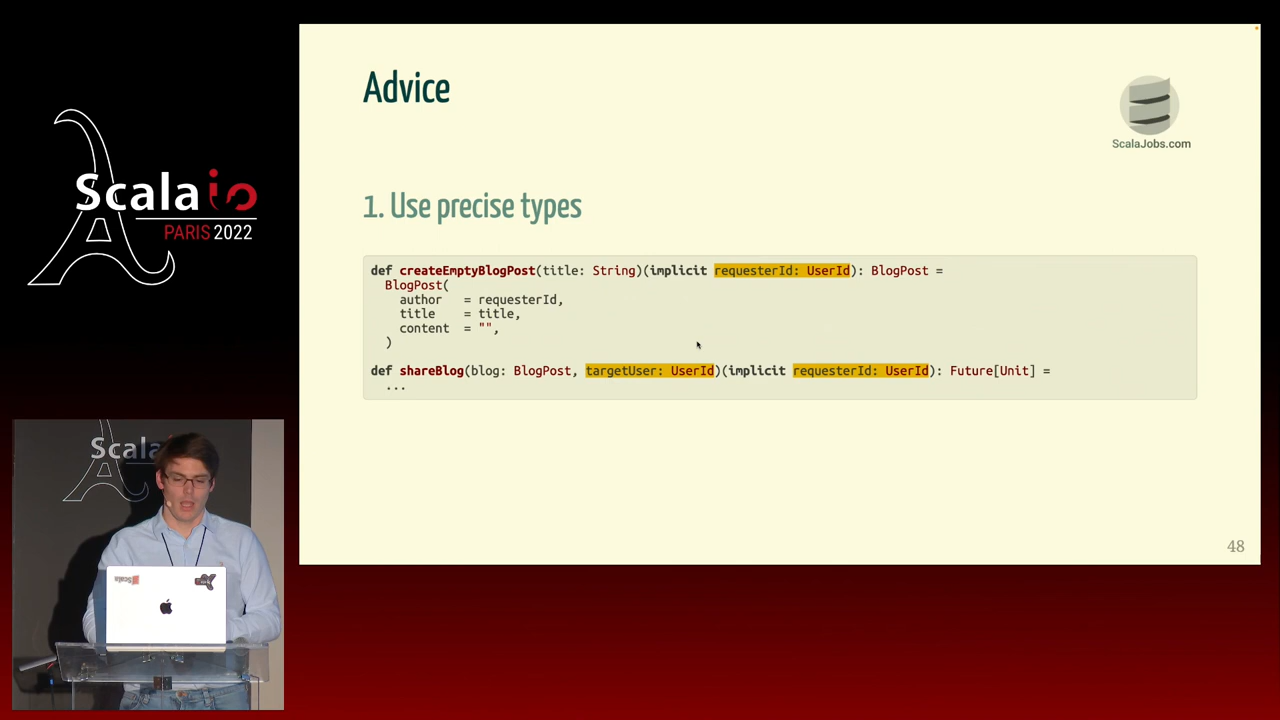 Scala io
PARIS 2022
Advice
ScalaJobs.com
1. Use precise types
def createEmptyBlogPost(title: String)(implicit requesterId: UserId): BlogPost =
  BlogPost(
    author   = requesterId,
    title    = title,
    content  = "",
  )
def shareBlog(blog: BlogPost, targetUser: UserId)(implicit requesterId: UserId): Future[Unit] =
  ...
48
Scala